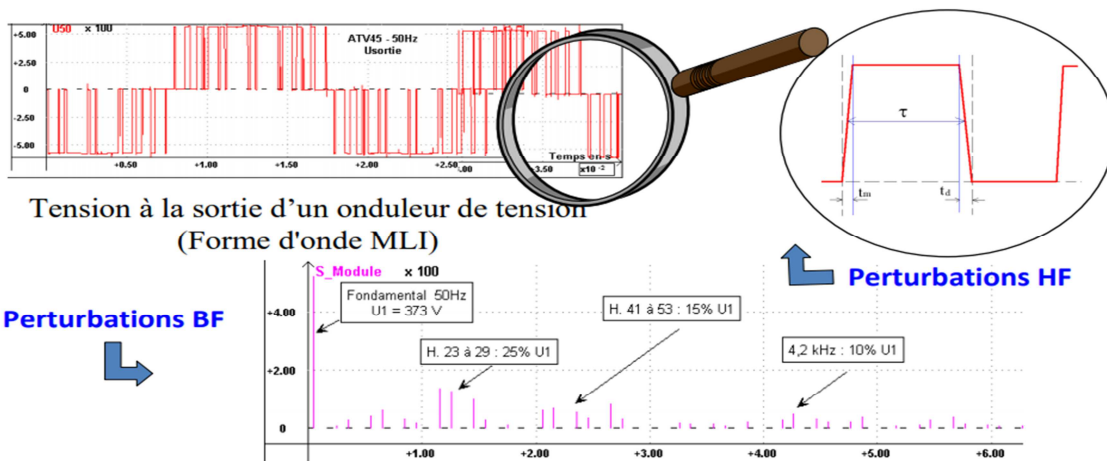 U50 x 100
ATV45 - 50Hz
Usortie
+5.00
+2.50
0
-2.50
-5.00
+0.50 +1.00 +1.50 +2.00 +2.50 .00 +3.50
Temps en s
x10 -2
τ
tm td
Tension à la sortie d'un onduleur de tension
(Forme d'onde MLI)
Perturbations HF
Perturbations BF
S_Module x 100
Fondamental 50Hz
U1 = 373 V
H. 41 à 53 : 15% U1
H. 23 à 29 : 25% U1
4,2 kHz : 10% U1
+4.00
+2.00
0
+1.00 +2.00 +3.00 +4.00 +5.00 +6.00